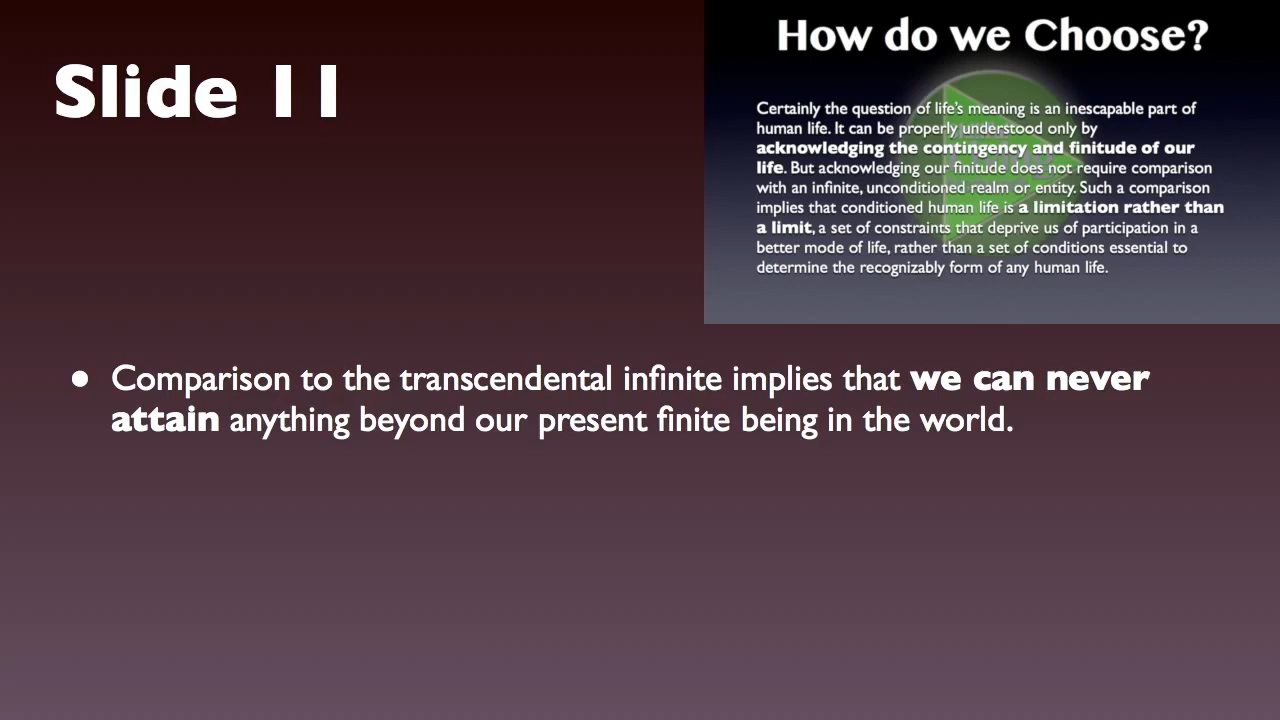 Slide 11
How do we Choose?
Certainly the question of life's meaning is an inescapable part of
human life. It can be properly understood only by
acknowledging the contingency and finitude of our
life. But acknowledging our finitude does not require comparison
with an infinite, unconditioned realm or entity. Such a comparison
implies that conditioned human life is a limitation rather than
a limit, a set of constraints that deprive us of participation in a
better mode of life, rather than a set of conditions essential to
determine the recognizably form of any human life.
• Comparison to the transcendental infinite implies that we can never
attain anything beyond our present finite being in the world.